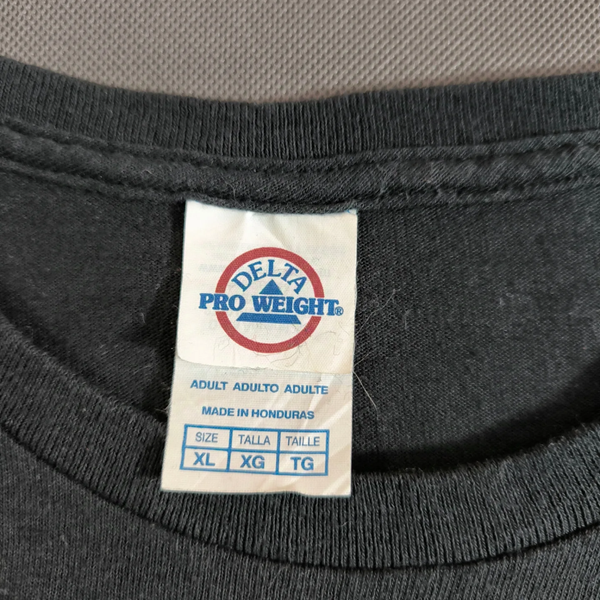 DELTA
PRO WEIGHT®
ADULT ADULTO ADULTE
MADE IN HONDURAS
SIZE TALLA TAILLE
XL XG TG